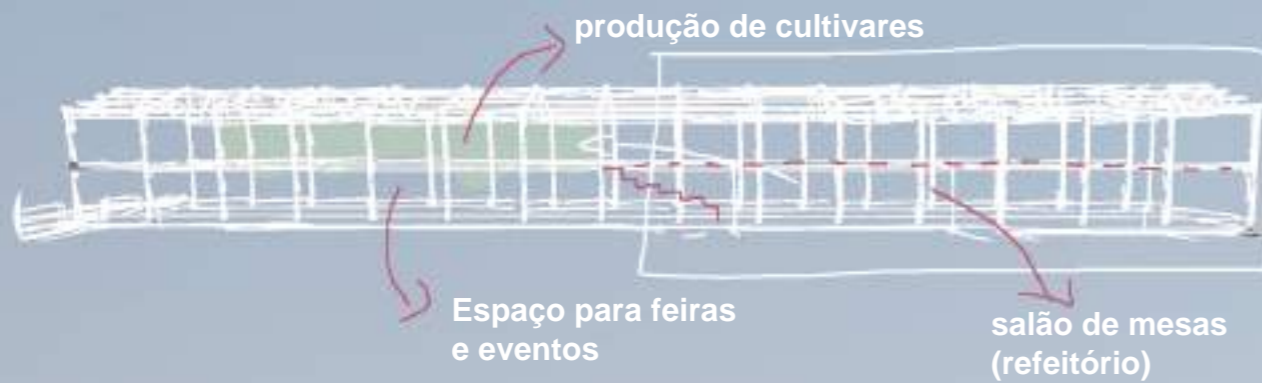 produção de cultivares
Espaço para feiras
e eventos
salão de mesas
(refeitório)